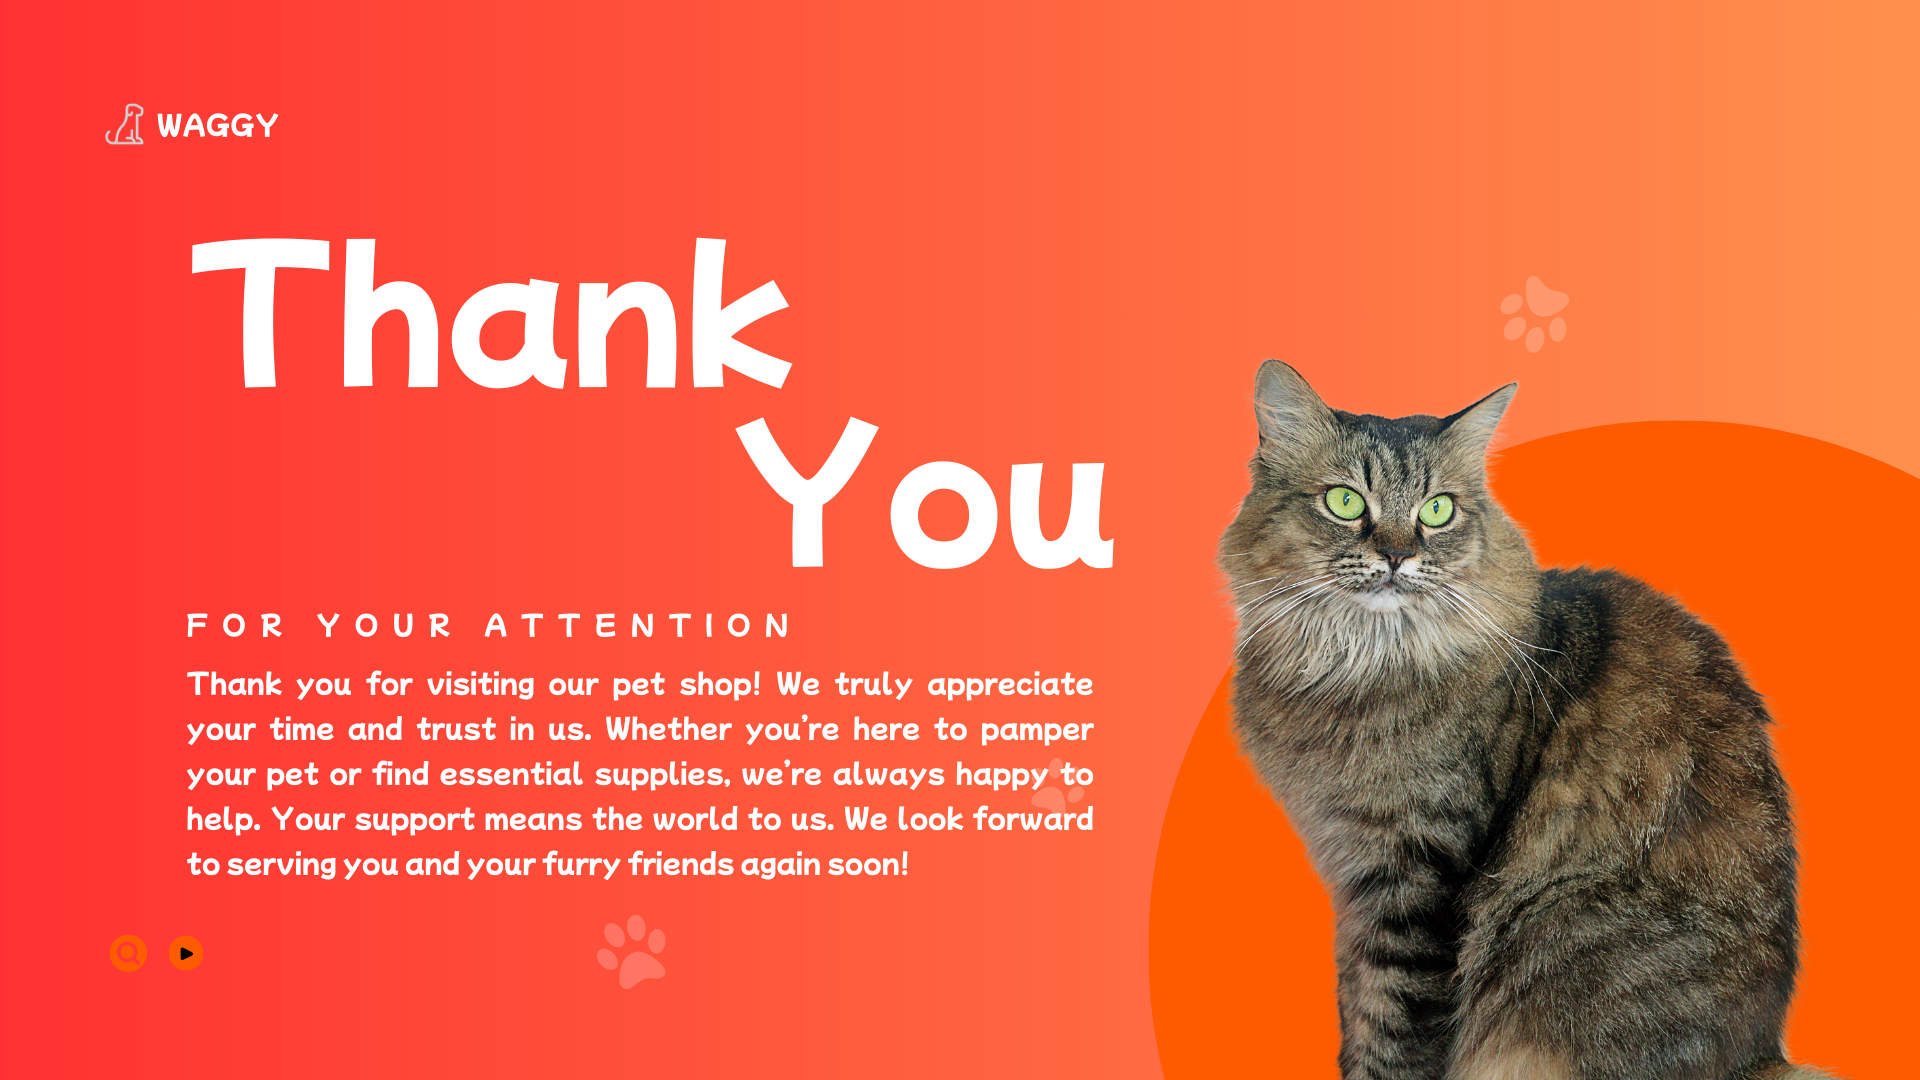 WAGGY
Thank
You
FOR YOUR ATTENTION
Thank you for visiting our pet shop! We truly appreciate
your time and trust in us. Whether you’re here to pamper
your pet or find essential supplies, we’re always happy to
help. Your support means the world to us. We look forward
to serving you and your furry friends again soon!